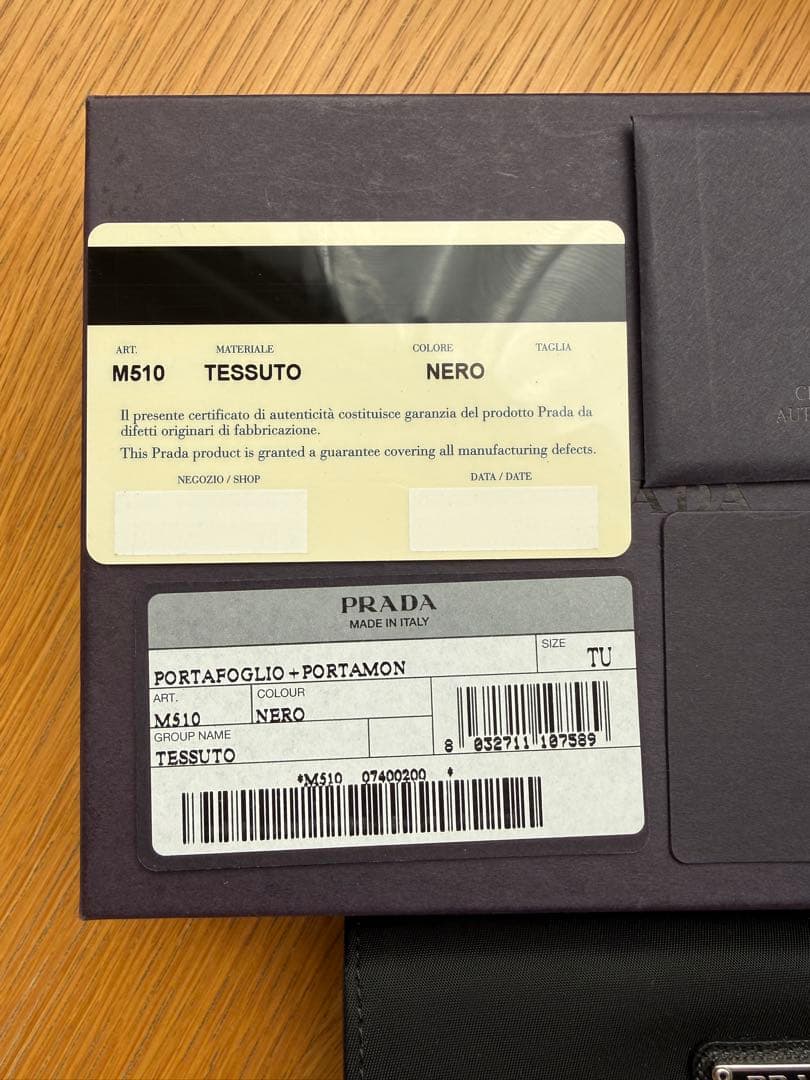 ART. MATERIALE COLORE TAGLIA
M510 TESSUTO NERO
Il presente certificato di autenticità costituisce garanzia del prodotto Prada da
difetti originari di fabbricazione.
This Prada product is granted a guarantee covering all manufacturing defects.
NEGOZIO / SHOP DATA / DATE
PRADA
MADE IN ITALY
PORTAFOGLIO+PORTAMON
SIZE
TU
ART.
M510
COLOUR
NERO
GROUP NAME
TESSUTO
8 032711 107589
*M510 07400200 *